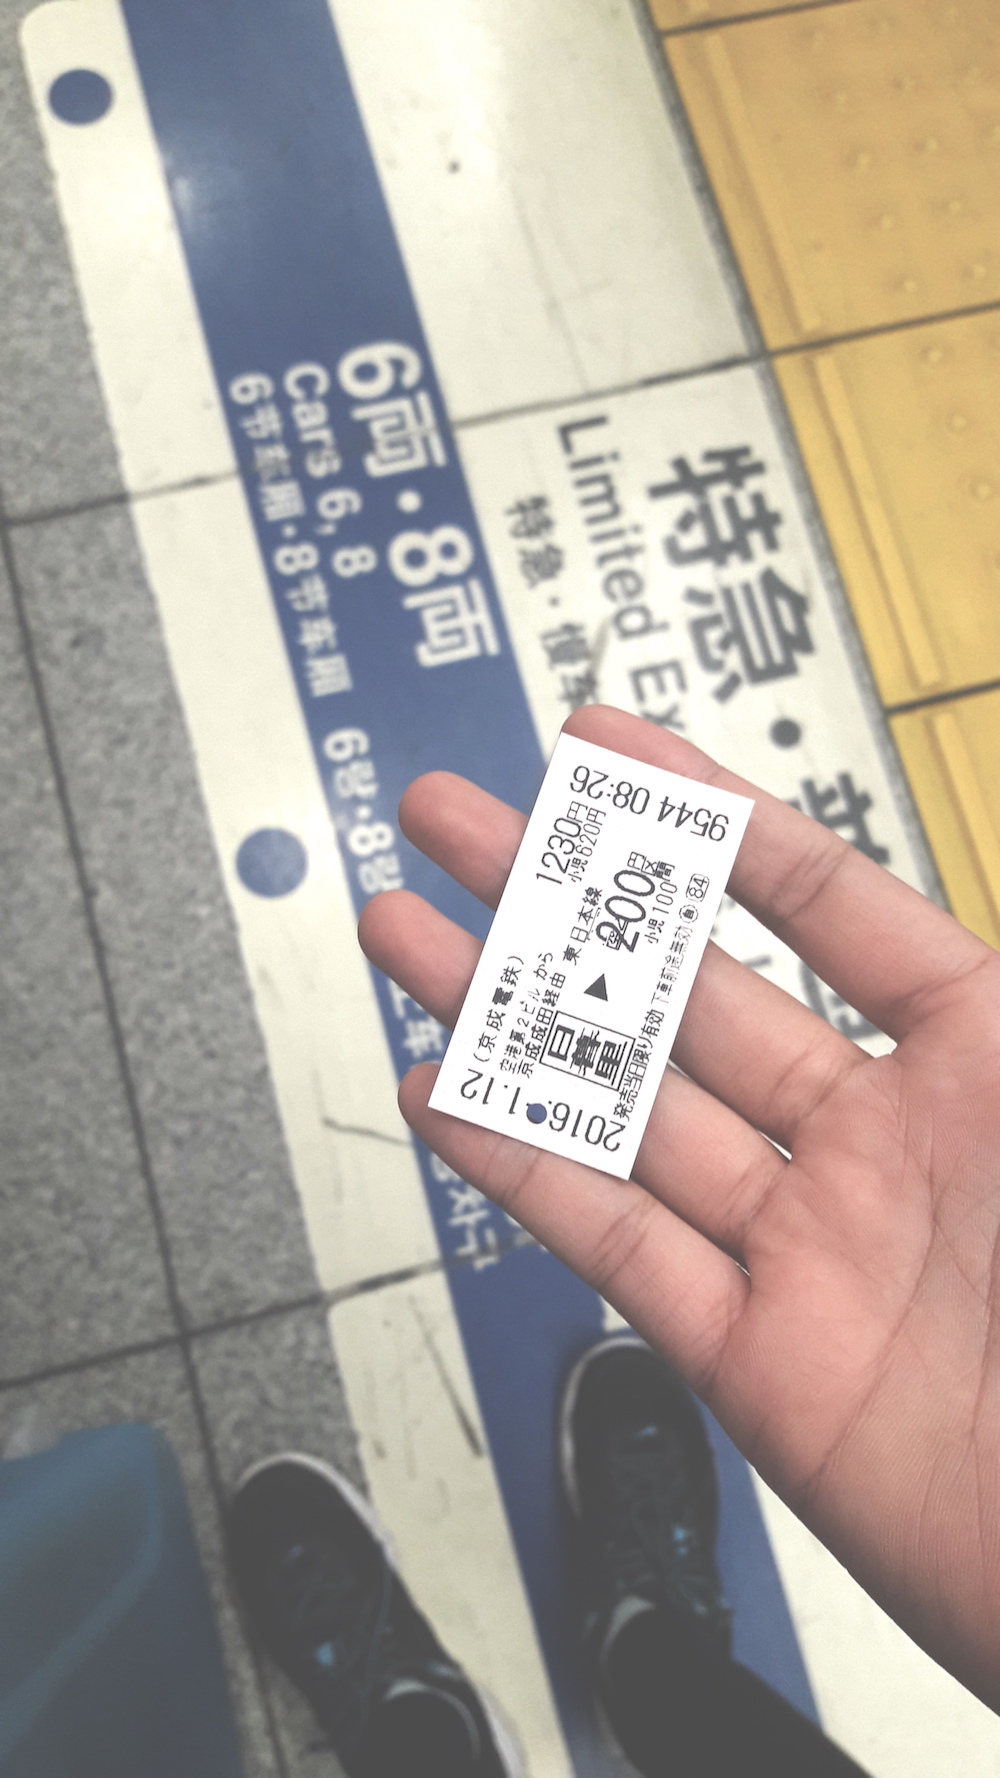 6両・8両
Cars 6, 8
6节车厢・8节车厢 6량・8량
特急
Limited Ex
特急・
(京成電鉄)
空港第2ビル から
1230円
小児620円
京成成田経由 東日本線
日暮里
▶
200円区間
小児100円
発売当日限り有効 下車前途無効 84
2016.-1.12
9544 08:26